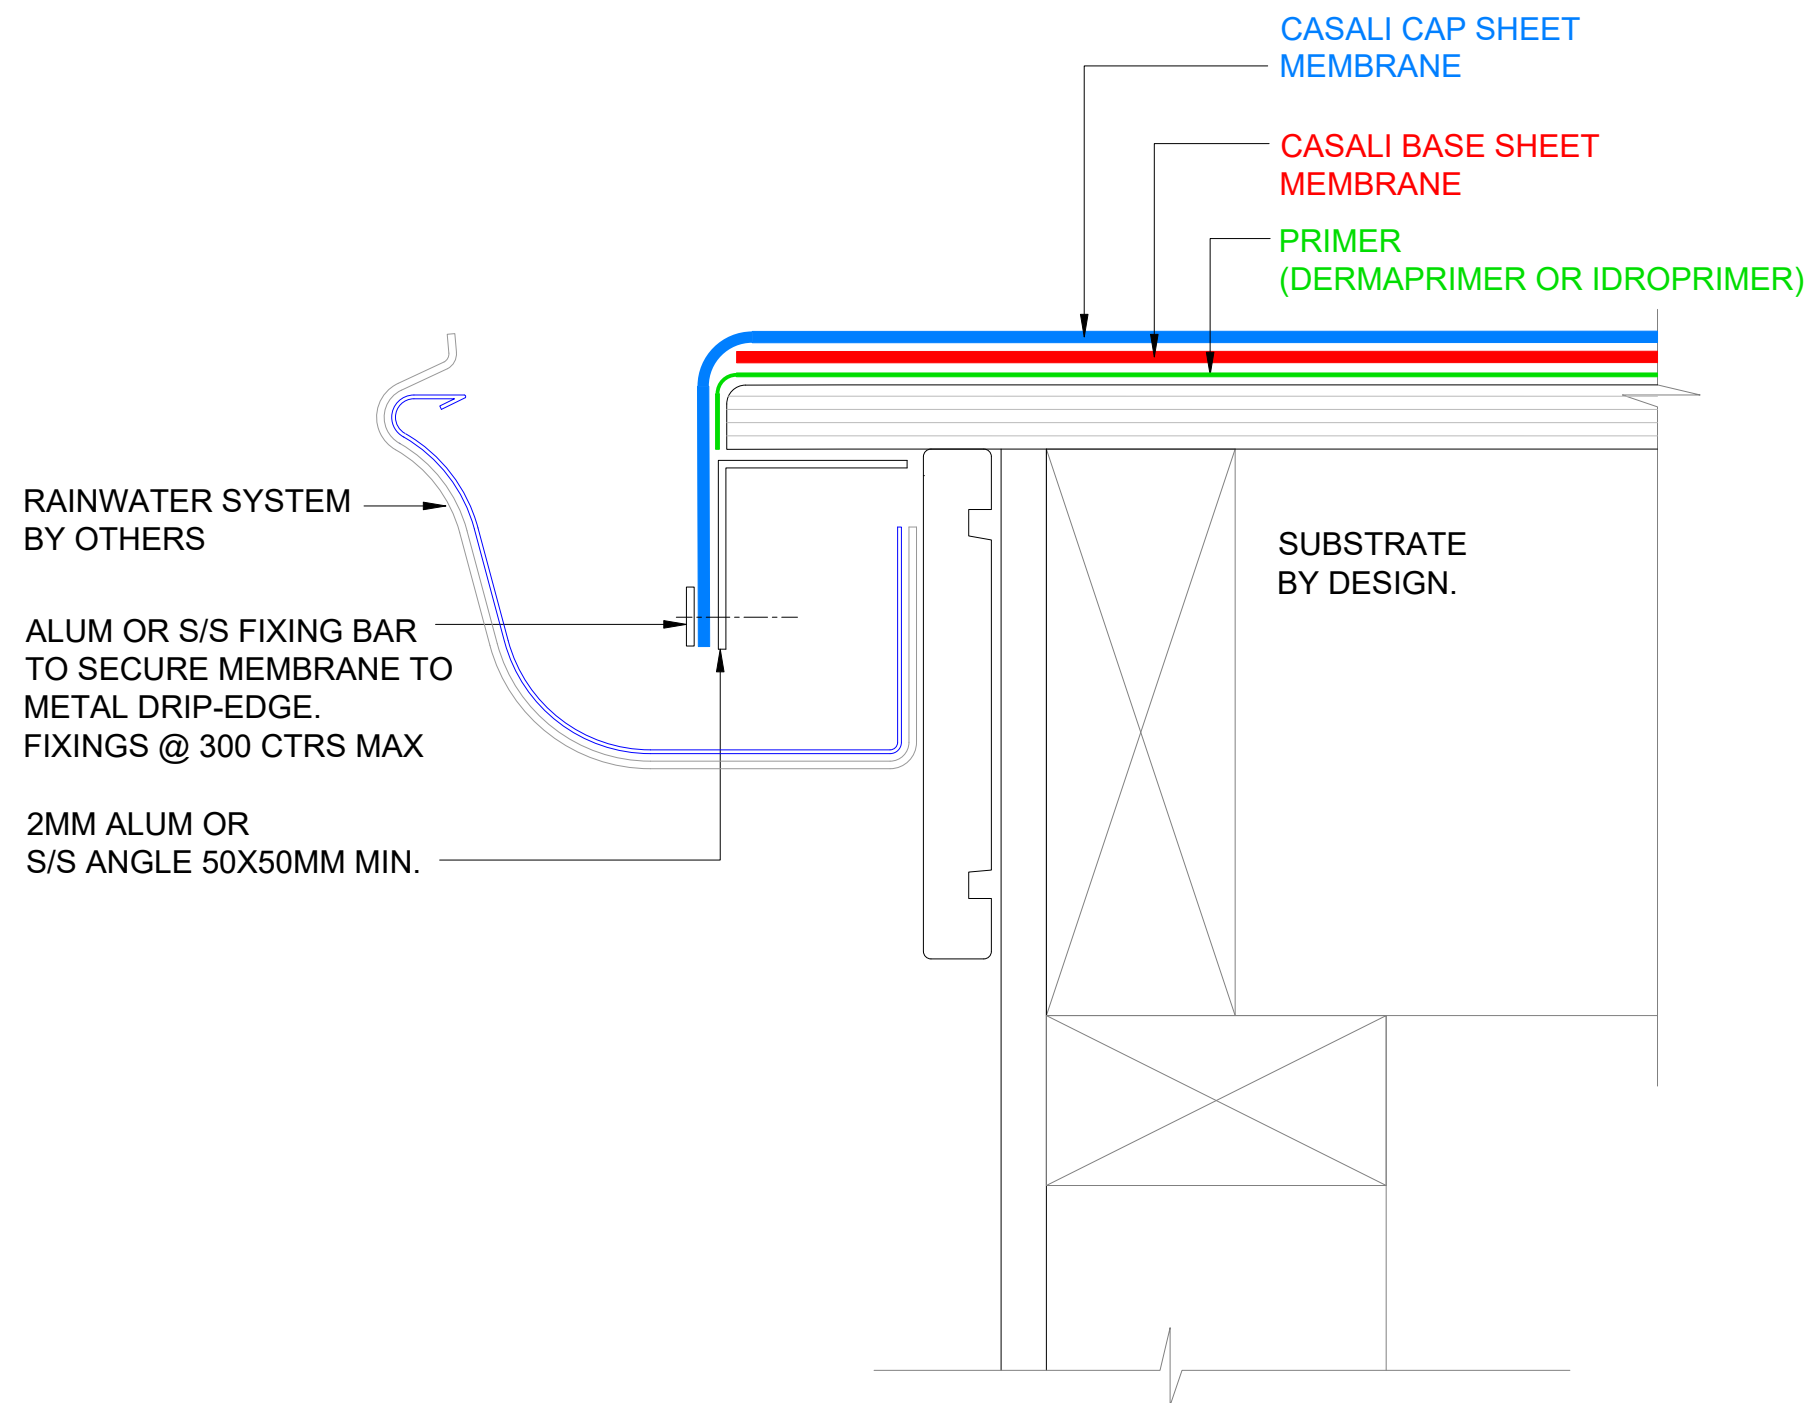 CASALI CAP SHEET
MEMBRANE
CASALI BASE SHEET
MEMBRANE
PRIMER
(DERMAPRIMER OR IDROPRIMER)
RAINWATER SYSTEM
BY OTHERS
SUBSTRATE
BY DESIGN.
ALUM OR S/S FIXING BAR
TO SECURE MEMBRANE TO
METAL DRIP-EDGE.
FIXINGS @ 300 CTRS MAX
2MM ALUM OR
S/S ANGLE 50X50MM MIN.